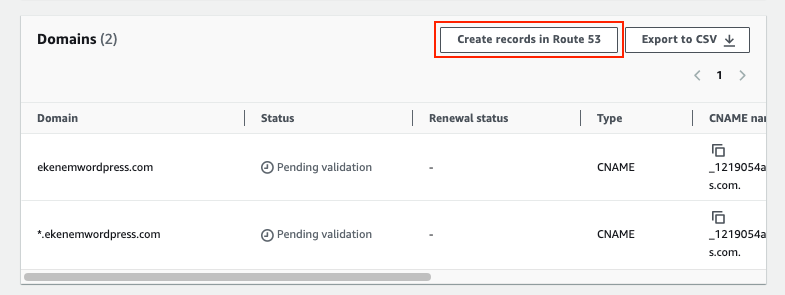 Domains (2)
Create records in Route 53
Export to CSV
1
Domain
Status
Renewal status
Type
CNAME nar
ekenemwordpress.com
Pending validation
-
CNAME
_1219054a
s.com.
*.ekenemwordpress.com
Pending validation
-
CNAME
_1219054a
s.com.